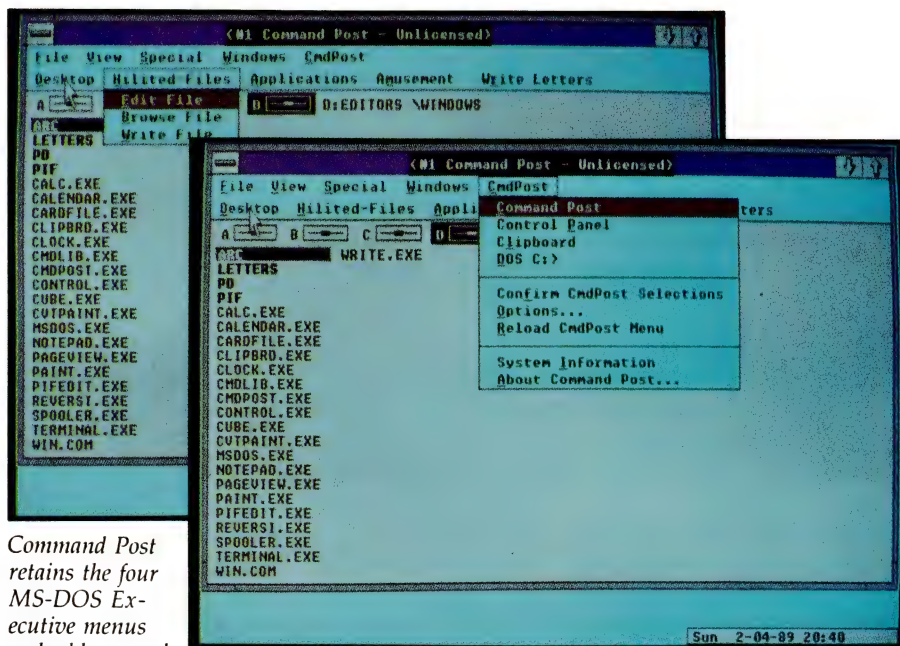 <#1 Command Post - Unlicensed>
File View Special Windows CmdPost
Desktop Hilited-Files Applications Amusement Write Letters
A B D:EDITORS \WINDOWS
Edit File
Browse File
Write File
ABC
LETTERS
PD
PIF
CALC.EXE
CALENDAR.EXE
CARDFILE.EXE
CLIPBRD.EXE
CLOCK.EXE
CMDLIB.EXE
CMDPOST.EXE
CONTROL.EXE
CUBE.EXE
CVTPAINT.EXE
MSDOS.EXE
NOTEPAD.EXE
PAGEVIEW.EXE
PAINT.EXE
PIFEDIT.EXE
REVERSI.EXE
SPOOLER.EXE
TERMINAL.EXE
WIN.COM
<#1 Command Post - Unlicensed>
File View Special Windows CmdPost
Desktop Hilited-Files Appli ters
A B C D
Command Post
Control Panel
Clipboard
DOS C:>
Confirm CmdPost Selections
Options...
Reload CmdPost Menu
System Information
About Command Post...
ABC WRITE.EXE
LETTERS
PD
PIF
CALC.EXE
CALENDAR.EXE
CARDFILE.EXE
CLIPBRD.EXE
CLOCK.EXE
CMDLIB.EXE
CMDPOST.EXE
CONTROL.EXE
CUBE.EXE
CVTPAINT.EXE
MSDOS.EXE
NOTEPAD.EXE
PAGEVIEW.EXE
PAINT.EXE
PIFEDIT.EXE
REVERSI.EXE
SPOOLER.EXE
TERMINAL.EXE
WIN.COM
Sun 2-04-89 20:40
Command Post
retains the four
MS-DOS Ex-
ecutive menus